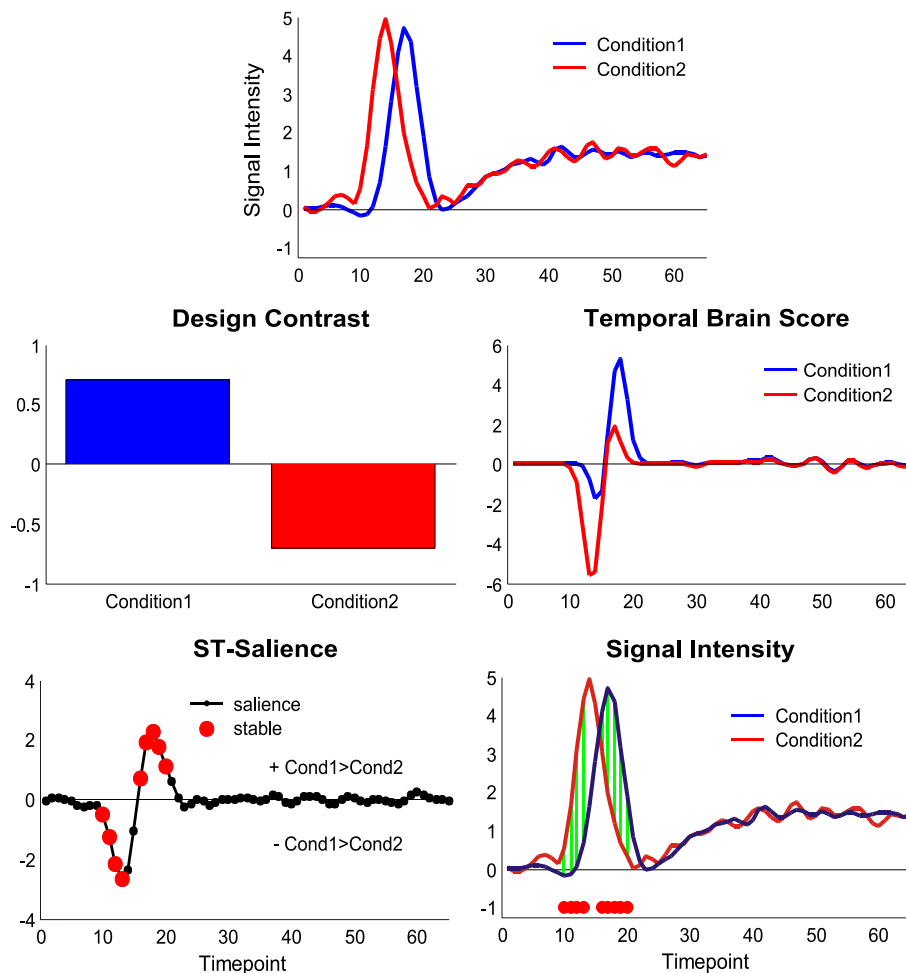 5
4
3
2
1
0
-1
Signal Intensity
Condition1
Condition2
0 10 20 30 40 50 60
Design Contrast
1
0.5
0
-0.5
-1
Condition1 Condition2
Temporal Brain Score
6
4
2
0
-2
-4
-6
Condition1
Condition2
0 10 20 30 40 50 60
ST-Salience
4
2
0
-2
-4
salience
stable
+ Cond1>Cond2
- Cond1>Cond2
0 10 20 30 40 50 60
Timepoint
Signal Intensity
5
4
3
2
1
0
-1
Condition1
Condition2
0 10 20 30 40 50 60
Timepoint